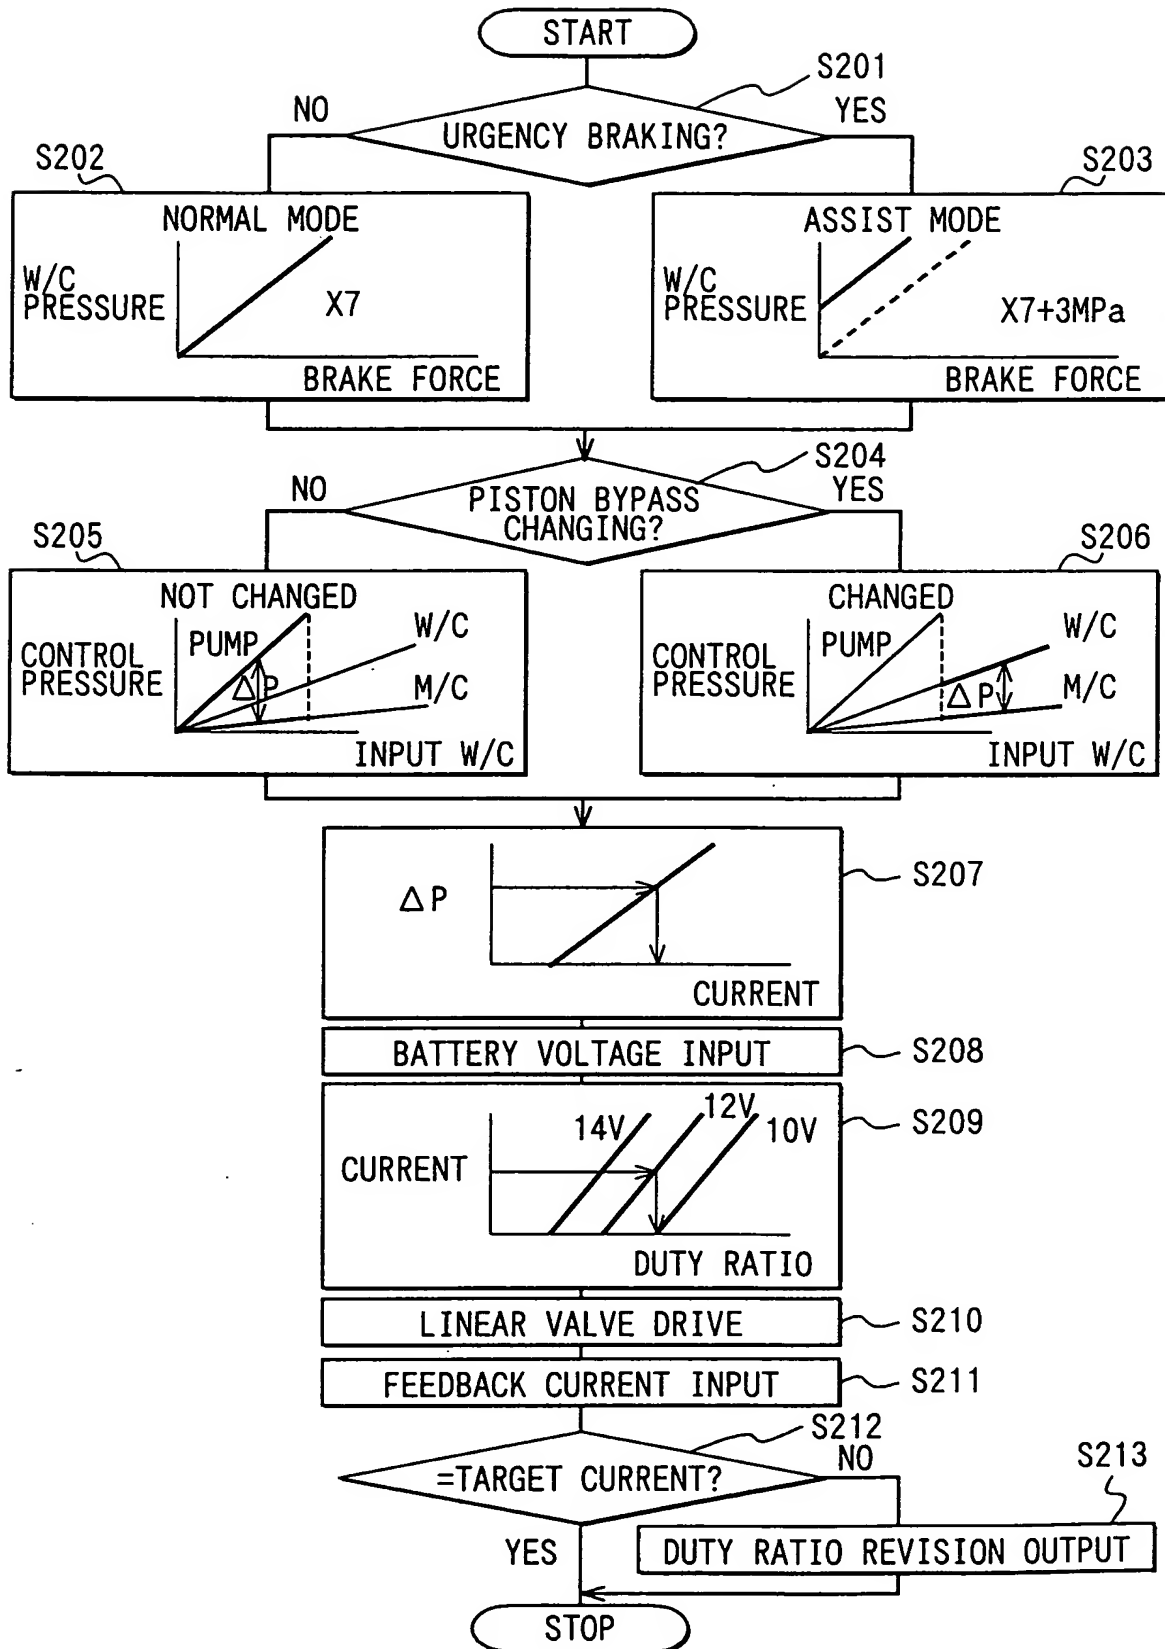 START
S201
NO
YES
URGENCY BRAKING?
S202
S203
NORMAL MODE
W/C
PRESSURE
X7
BRAKE FORCE
ASSIST MODE
W/C
PRESSURE
X7+3MPa
BRAKE FORCE
S204
NO
YES
PISTON BYPASS
CHANGING?
S205
S206
NOT CHANGED
PUMP
W/C
CONTROL
PRESSURE
ΔP
M/C
INPUT W/C
CHANGED
PUMP
W/C
CONTROL
PRESSURE
ΔP
M/C
INPUT W/C
ΔP
CURRENT
S207
BATTERY VOLTAGE INPUT
S208
14V
12V
10V
CURRENT
DUTY RATIO
S209
LINEAR VALVE DRIVE
S210
FEEDBACK CURRENT INPUT
S211
S212
=TARGET CURRENT?
NO
S213
YES
DUTY RATIO REVISION OUTPUT
STOP